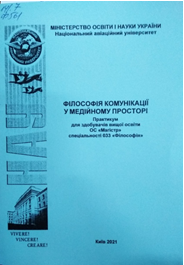 МІНІСТЕРСТВО ОСВІТИ І НАУКИ УКРАЇНИ
Національний авіаційний університет
НАУ
ФІЛОСОФІЯ КОМУНІКАЦІЇ
У МЕДІЙНОМУ ПРОСТОРІ
Практикум
для здобувачів вищої освіти
ОС «Магістр»
спеціальності 033 «Філософія»
VIVERE!
VINCERE!
CREARE!
Київ 2021